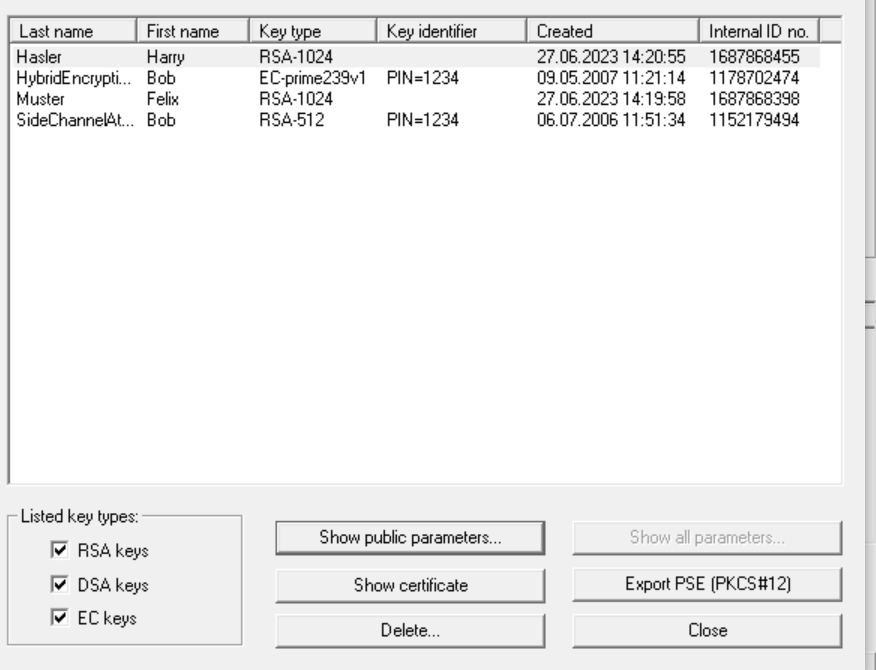 Last name First name Key type Key identifier Created Internal ID no.
Hasler Harry RSA-1024 27.06.2023 14:20:55 1687868455
HybridEncrypti... Bob EC-prime239v1 PIN=1234 09.05.2007 11:21:14 1178702474
Muster Felix RSA-1024 27.06.2023 14:19:58 1687868398
SideChannelAt... Bob RSA-512 PIN=1234 06.07.2006 11:51:34 1152179494
Listed key types:
RSA keys
DSA keys
EC keys
Show public parameters... Show all parameters...
Show certificate Export PSE (PKCS#12)
Delete... Close